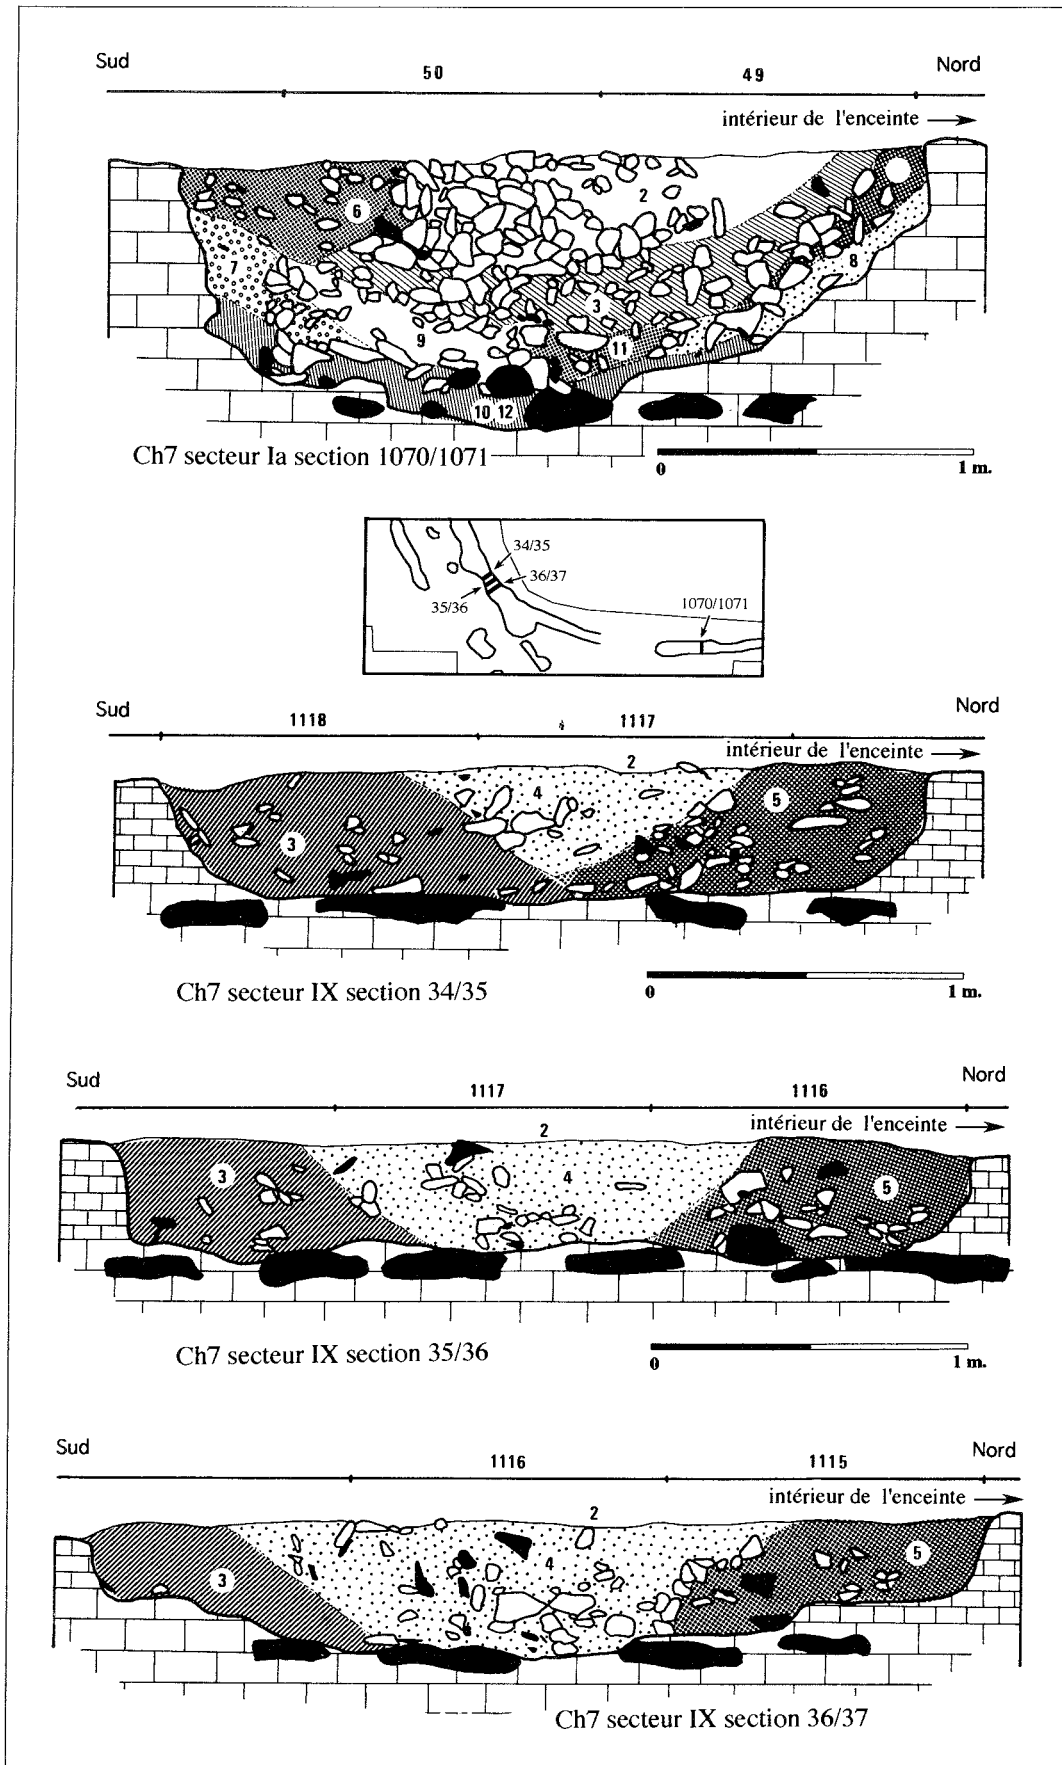 Sud 50 49 Nord
intérieur de l'enceinte
2
6
8
7
3
9
11
10 12
Ch7 secteur Ia section 1070/1071
0 1 m.
34/35
36/37
35/36
1070/1071
Sud 1118 1117 Nord
intérieur de l'enceinte
2
4
5
3
Ch7 secteur IX section 34/35
0 1 m.
Sud 1117 1116 Nord
intérieur de l'enceinte
2
3
4
5
Ch7 secteur IX section 35/36
0 1 m.
Sud 1116 1115 Nord
intérieur de l'enceinte
2
4
5
3
Ch7 secteur IX section 36/37